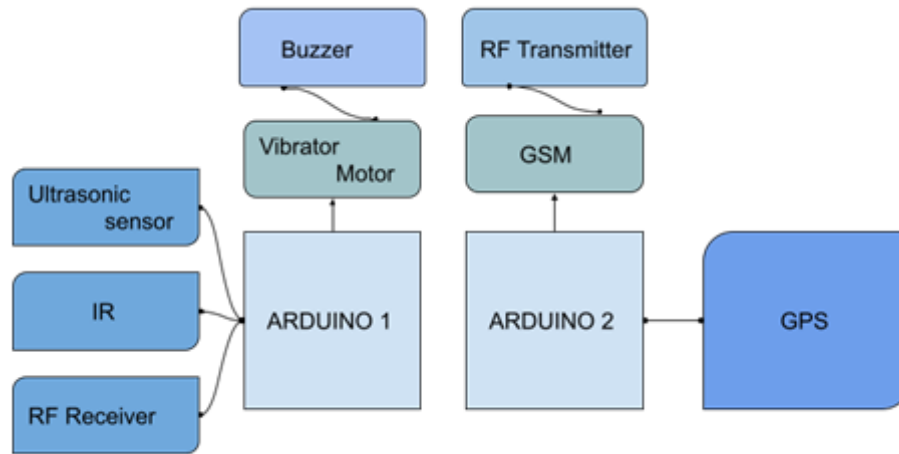 Buzzer
RF Transmitter
Vibrator
Motor
GSM
Ultrasonic
sensor
IR
RF Receiver
ARDUINO 1
ARDUINO 2
GPS